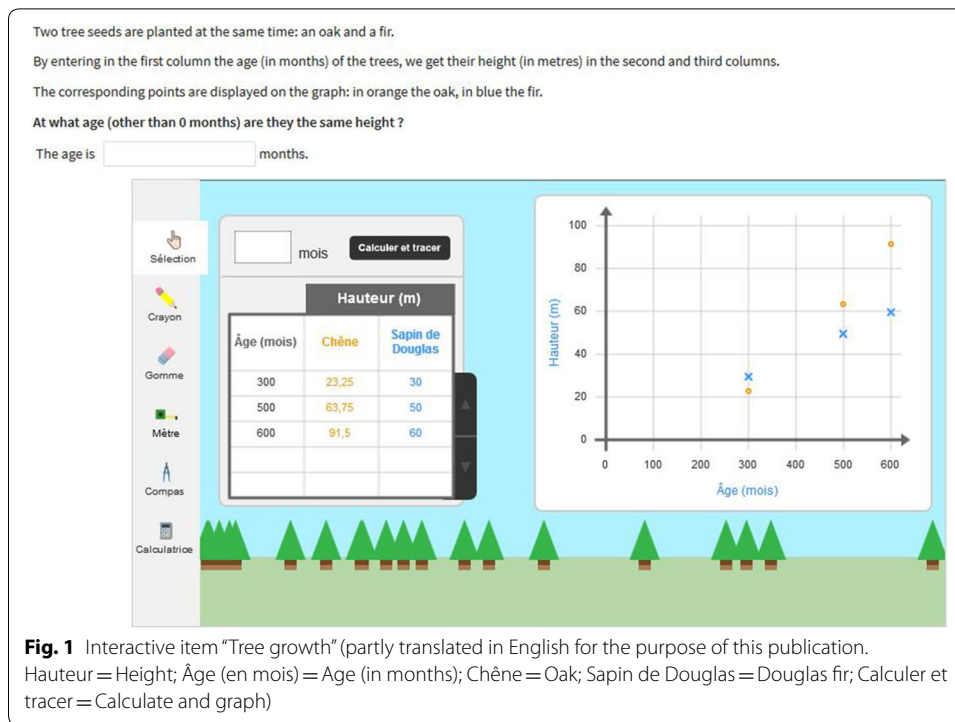 Two tree seeds are planted at the same time: an oak and a fir.
By entering in the first column the age (in months) of the trees, we get their height (in metres) in the second and third columns.
The corresponding points are displayed on the graph: in orange the oak, in blue the fir.
At what age (other than 0 months) are they the same height ?
The age is months.
Sélection
Crayon
Gomme
Mètre
Compas
Calculatrice
mois Calculer et tracer
Hauteur (m)
Âge (mois) Chêne Sapin de
Douglas
300 23,25 30
500 63,75 50
600 91,5 60
Hauteur (m)
100
80
60
40
20
0
0 100 200 300 400 500 600
Âge (mois)
Fig. 1 Interactive item "Tree growth" (partly translated in English for the purpose of this publication.
Hauteur = Height; Âge (en mois) = Age (in months); Chêne = Oak; Sapin de Douglas = Douglas fir; Calculer et
tracer = Calculate and graph)